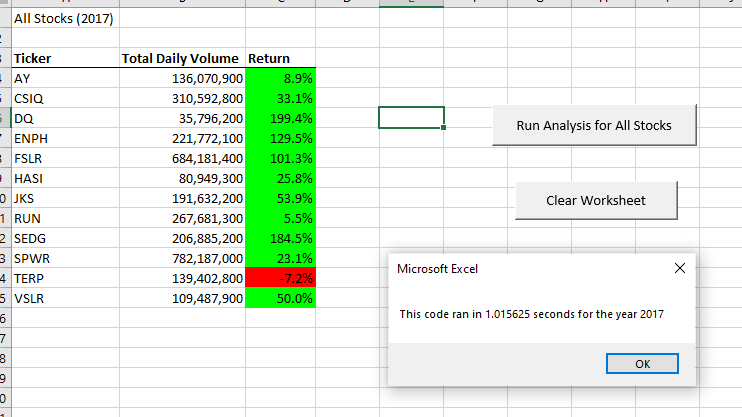 All Stocks (2017)
Ticker Total Daily Volume Return
AY 136,070,900 8.9%
CSIQ 310,592,800 33.1%
DQ 35,796,200 199.4%
ENPH 221,772,100 129.5%
FSLR 684,181,400 101.3%
HASI 80,949,300 25.8%
JKS 191,632,200 53.9%
RUN 267,681,300 5.5%
SEDG 206,885,200 184.5%
SPWR 782,187,000 23.1%
TERP 139,402,800 -7.2%
VSLR 109,487,900 50.0%
Run Analysis for All Stocks
Clear Worksheet
Microsoft Excel
This code ran in 1.015625 seconds for the year 2017
OK